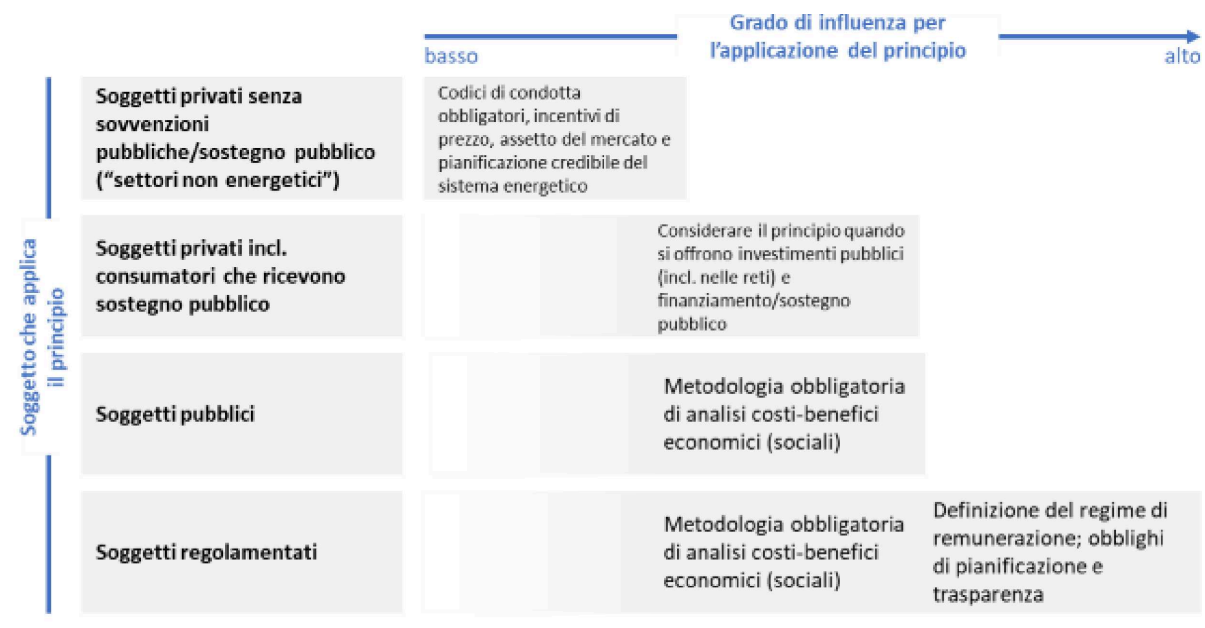 Grado di influenza per
l'applicazione del principio
basso
alto
Soggetto che applica
il principio
Soggetti privati senza
sovvenzioni
pubbliche/sostegno pubblico
("settori non energetici")
Codici di condotta
obbligatori, incentivi di
prezzo, assetto del mercato e
pianificazione credibile del
sistema energetico
Soggetti privati incl.
consumatori che ricevono
sostegno pubblico
Considerare il principio quando
si offrono investimenti pubblici
(incl. nelle reti) e
finanziamento/sostegno
pubblico
Soggetti pubblici
Metodologia obbligatoria
di analisi costi-benefici
economici (sociali)
Soggetti regolamentati
Metodologia obbligatoria
di analisi costi-benefici
economici (sociali)
Definizione del regime di
remunerazione; obblighi
di pianificazione e
trasparenza